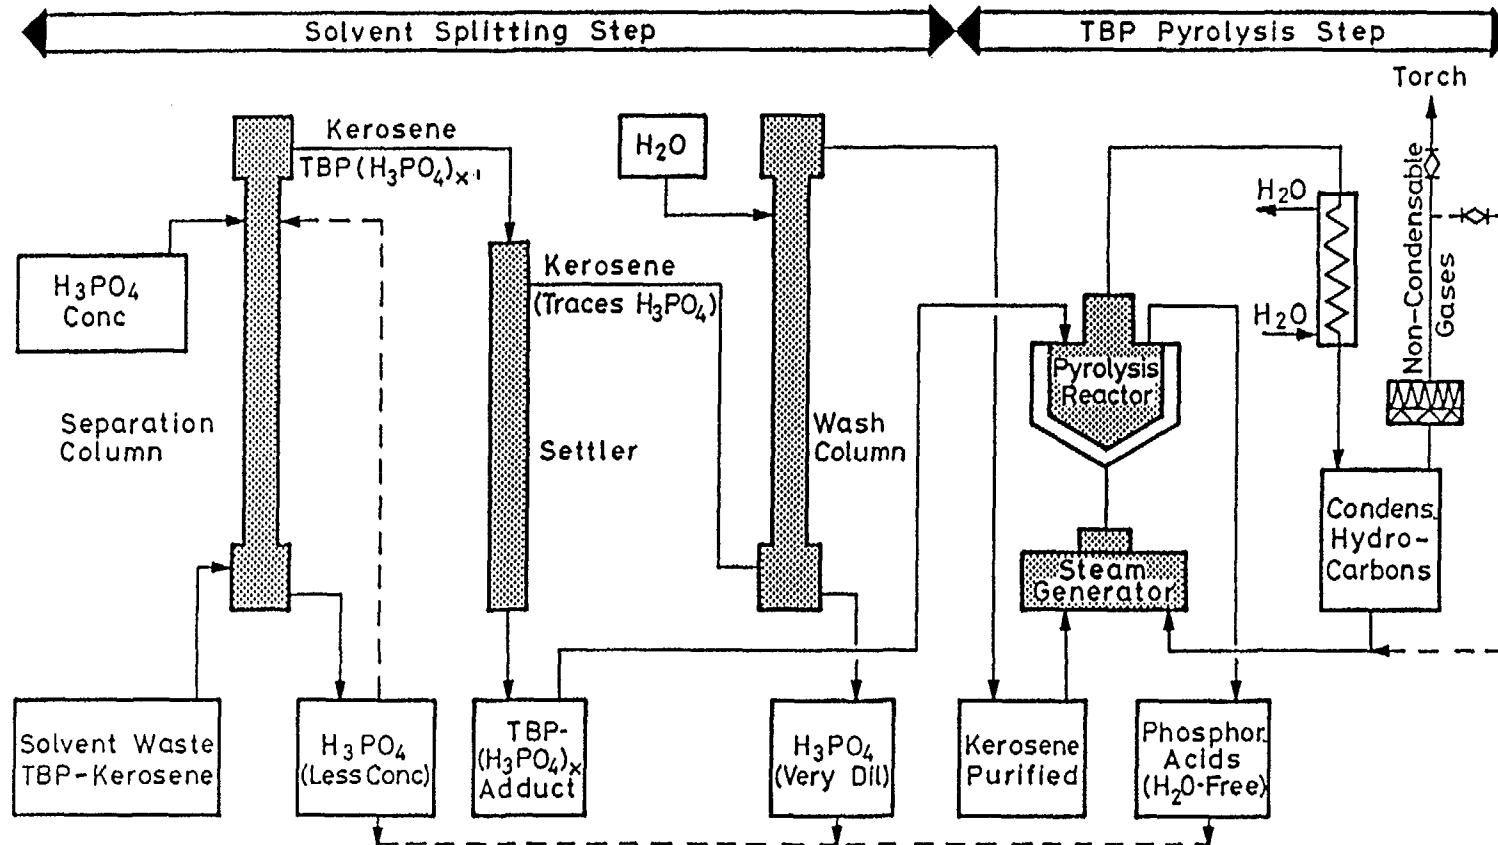 Solvent Splitting Step
TBP Pyrolysis Step
Torch
Kerosene
TBP(H₃PO₄)ₓ.₁
H₂O
H₂O
H₃PO₄
Conc
Kerosene
(Traces H₃PO₄)
H₂O
Non-Condensable
Gases
Pyrolysis
Reactor
Separation
Column
Settler
Wash
Column
Condens.
Hydro-
Carbons
Steam
Generator
Solvent Waste
TBP-Kerosene
H₃PO₄
(Less Conc)
TBP-
(H₃PO₄)ₓ
Adduct
H₃PO₄
(Very Dil)
Kerosene
Purified
Phosphor.
Acids
(H₂O·Free)